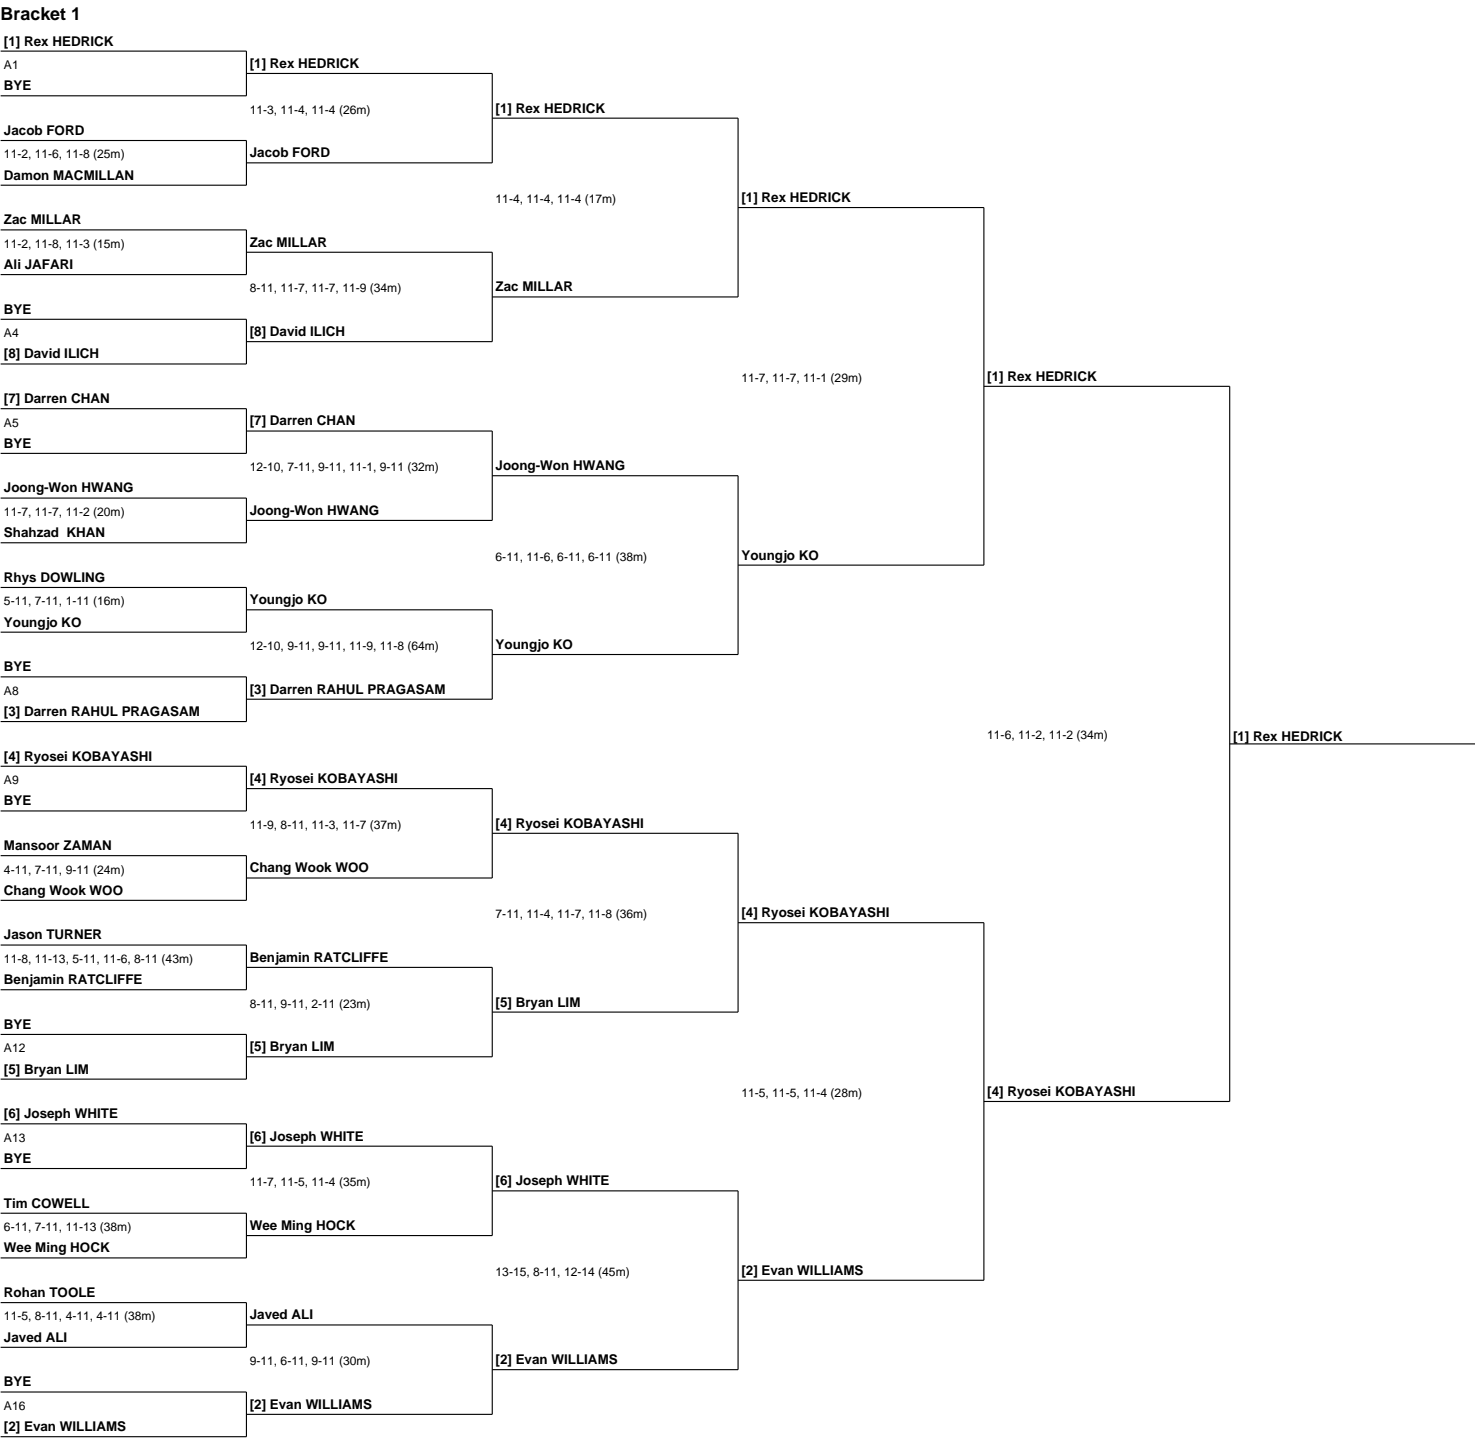 Bracket 1
[1] Rex HEDRICK
A1
BYE
Jacob FORD
11-2, 11-6, 11-8 (25m)
Damon MACMILLAN
Zac MILLAR
11-2, 11-8, 11-3 (15m)
Ali JAFARI
BYE
A4
[8] David ILICH
[7] Darren CHAN
A5
BYE
Joong-Won HWANG
11-7, 11-7, 11-2 (20m)
Shahzad  KHAN
Rhys DOWLING
5-11, 7-11, 1-11 (16m)
Youngjo KO
BYE
A8
[3] Darren RAHUL PRAGASAM
[4] Ryosei KOBAYASHI
A9
BYE
Mansoor ZAMAN
4-11, 7-11, 9-11 (24m)
Chang Wook WOO
Jason TURNER
11-8, 11-13, 5-11, 11-6, 8-11 (43m)
Benjamin RATCLIFFE
BYE
A12
[5] Bryan LIM
[6] Joseph WHITE
A13
BYE
Tim COWELL
6-11, 7-11, 11-13 (38m)
Wee Ming HOCK
Rohan TOOLE
11-5, 8-11, 4-11, 4-11 (38m)
Javed ALI
BYE
A16
[2] Evan WILLIAMS
[1] Rex HEDRICK
11-3, 11-4, 11-4 (26m)
Jacob FORD
Zac MILLAR
8-11, 11-7, 11-7, 11-9 (34m)
[8] David ILICH
[7] Darren CHAN
12-10, 7-11, 9-11, 11-1, 9-11 (32m)
Joong-Won HWANG
Youngjo KO
12-10, 9-11, 9-11, 11-9, 11-8 (64m)
[3] Darren RAHUL PRAGASAM
[4] Ryosei KOBAYASHI
11-9, 8-11, 11-3, 11-7 (37m)
Chang Wook WOO
Benjamin RATCLIFFE
8-11, 9-11, 2-11 (23m)
[5] Bryan LIM
[6] Joseph WHITE
11-7, 11-5, 11-4 (35m)
Wee Ming HOCK
Javed ALI
9-11, 6-11, 9-11 (30m)
[2] Evan WILLIAMS
[1] Rex HEDRICK
11-4, 11-4, 11-4 (17m)
Zac MILLAR
Joong-Won HWANG
6-11, 11-6, 6-11, 6-11 (38m)
Youngjo KO
[4] Ryosei KOBAYASHI
7-11, 11-4, 11-7, 11-8 (36m)
[5] Bryan LIM
[6] Joseph WHITE
13-15, 8-11, 12-14 (45m)
[2] Evan WILLIAMS
[1] Rex HEDRICK
11-7, 11-7, 11-1 (29m)
Youngjo KO
[4] Ryosei KOBAYASHI
11-5, 11-5, 11-4 (28m)
[2] Evan WILLIAMS
[1] Rex HEDRICK
11-6, 11-2, 11-2 (34m)
[4] Ryosei KOBAYASHI
[1] Rex HEDRICK